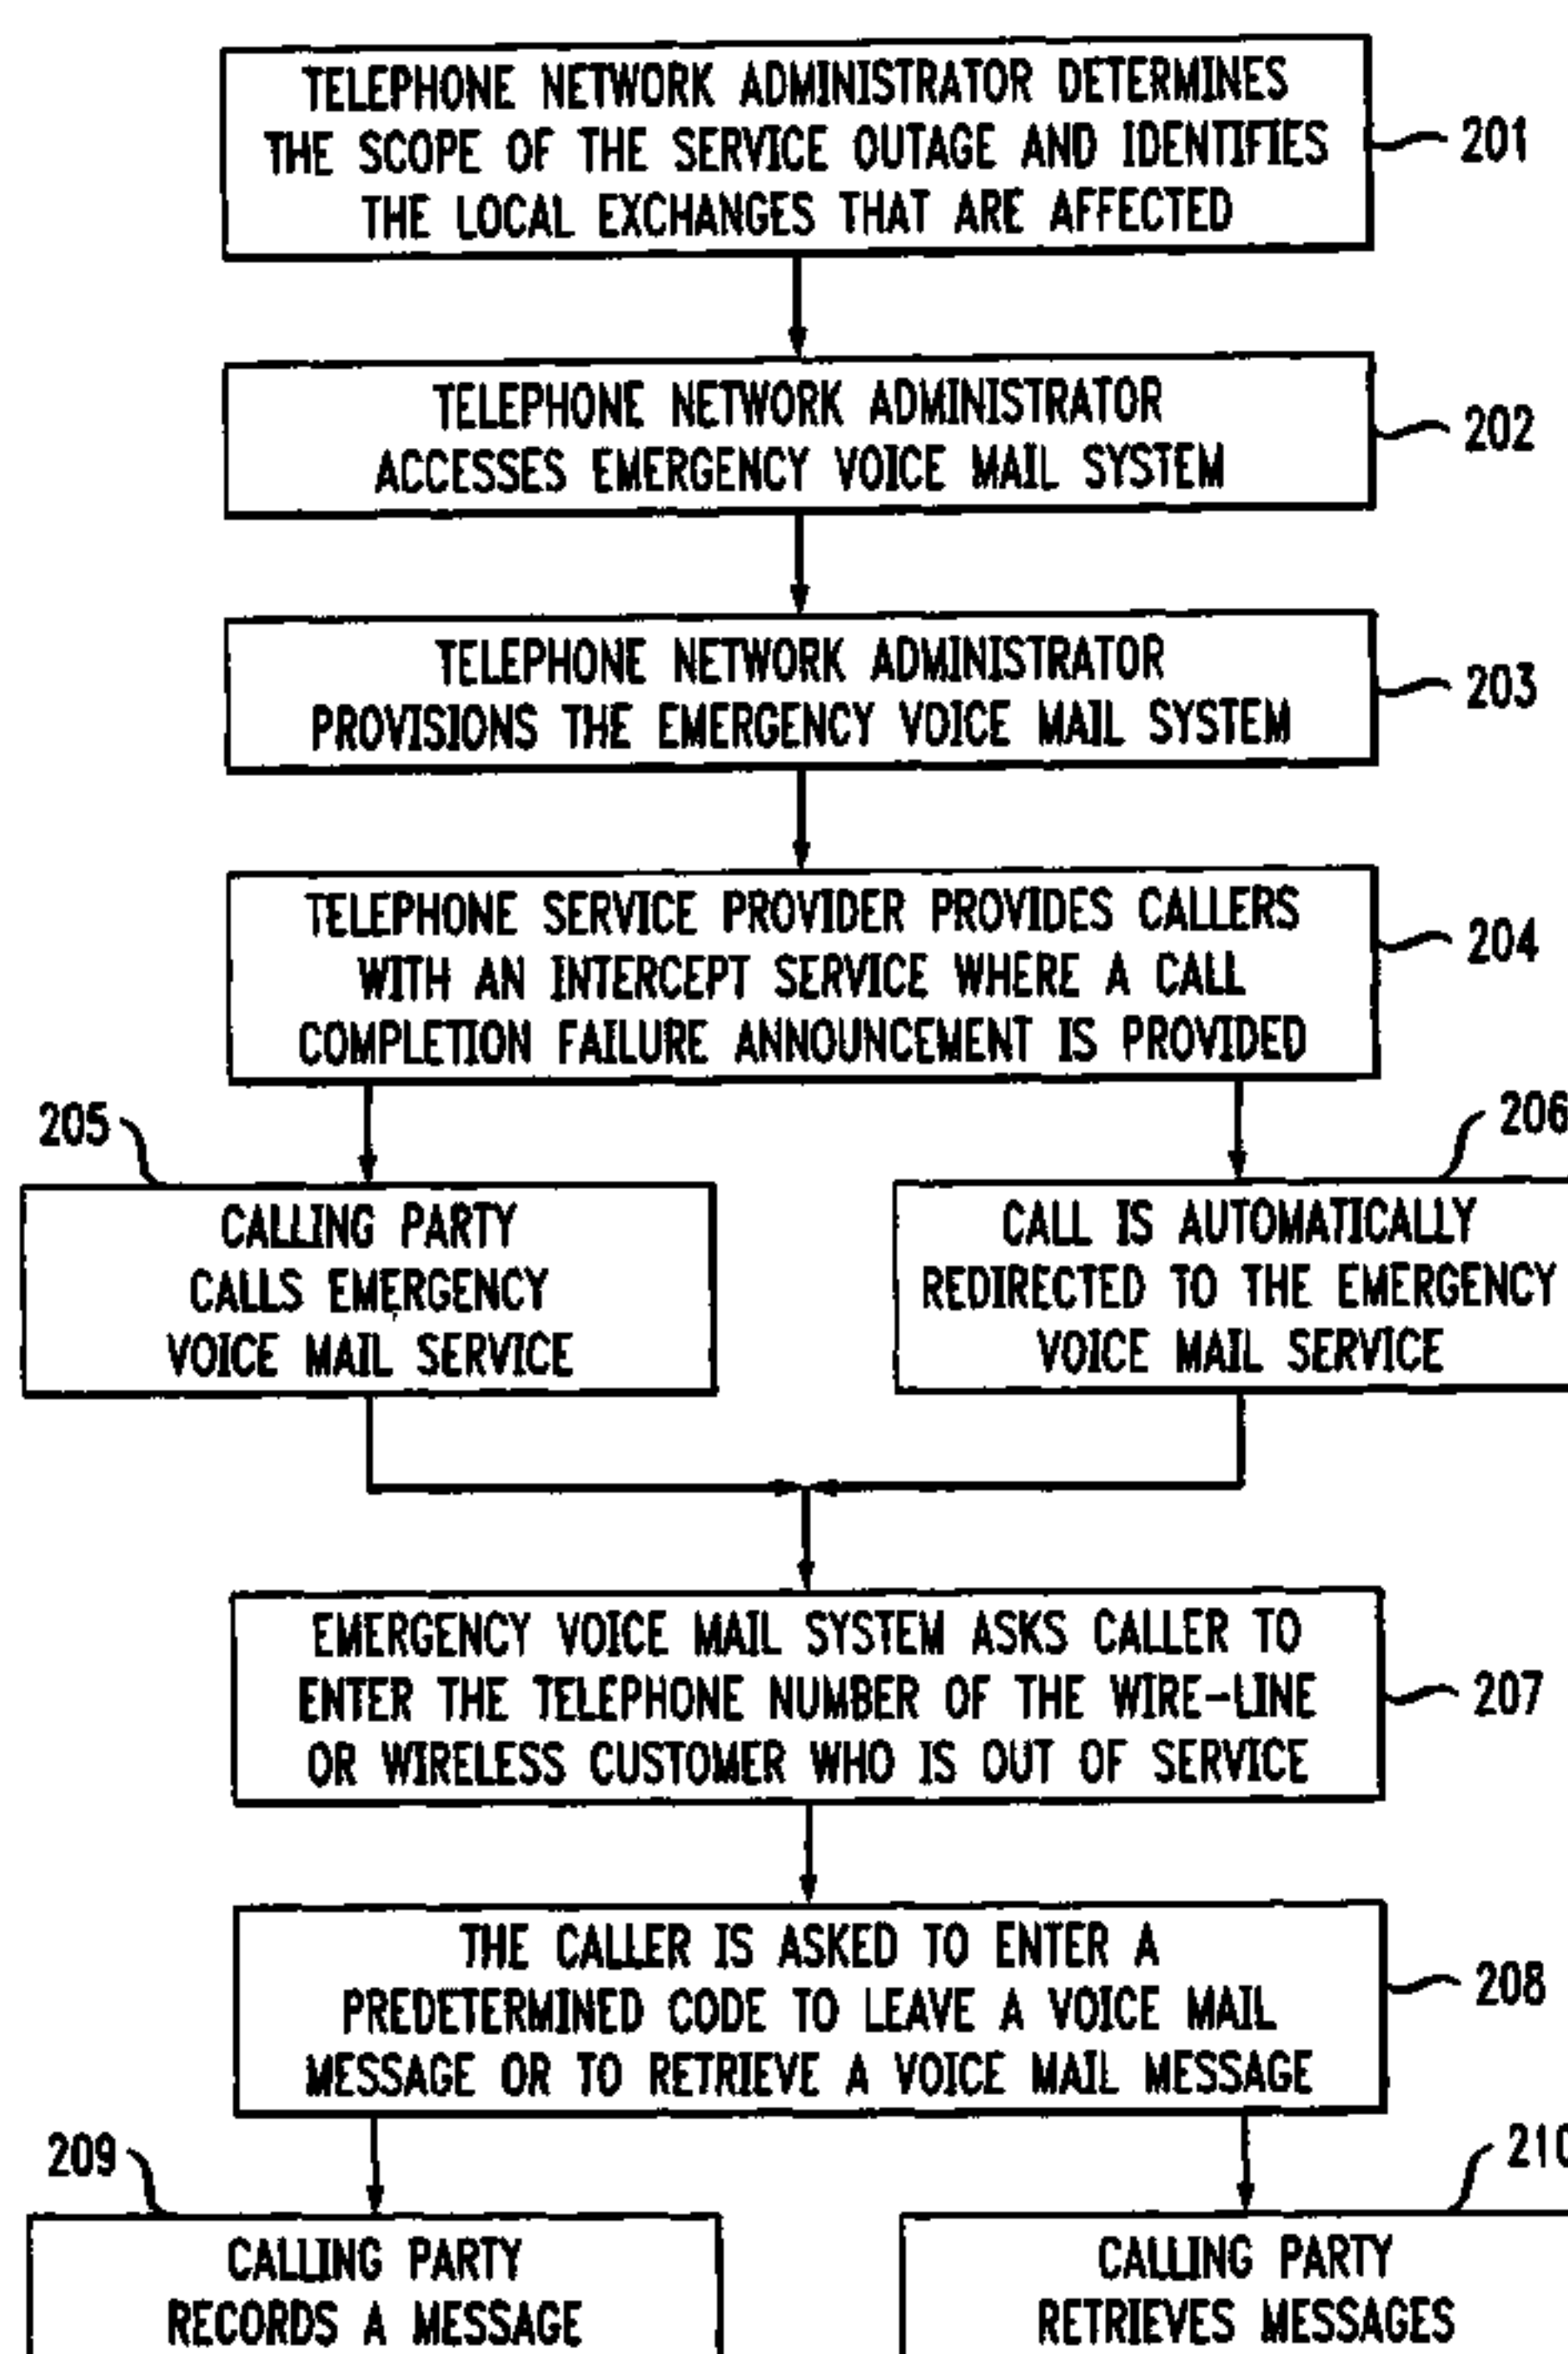 TELEPHONE NETWORK ADMINISTRATOR DETERMINES
THE SCOPE OF THE SERVICE OUTAGE AND IDENTIFIES
THE LOCAL EXCHANGES THAT ARE AFFECTED
201
TELEPHONE NETWORK ADMINISTRATOR
ACCESSES EMERGENCY VOICE MAIL SYSTEM
202
TELEPHONE NETWORK ADMINISTRATOR
PROVISIONS THE EMERGENCY VOICE MAIL SYSTEM
203
TELEPHONE SERVICE PROVIDER PROVIDES CALLERS
WITH AN INTERCEPT SERVICE WHERE A CALL
COMPLETION FAILURE ANNOUNCEMENT IS PROVIDED
204
205
CALLING PARTY
CALLS EMERGENCY
VOICE MAIL SERVICE
206
CALL IS AUTOMATICALLY
REDIRECTED TO THE EMERGENCY
VOICE MAIL SERVICE
EMERGENCY VOICE MAIL SYSTEM ASKS CALLER TO
ENTER THE TELEPHONE NUMBER OF THE WIRE-LINE
OR WIRELESS CUSTOMER WHO IS OUT OF SERVICE
207
THE CALLER IS ASKED TO ENTER A
PREDETERMINED CODE TO LEAVE A VOICE MAIL
MESSAGE OR TO RETRIEVE A VOICE MAIL MESSAGE
208
209
CALLING PARTY
RECORDS A MESSAGE
210
CALLING PARTY
RETRIEVES MESSAGES